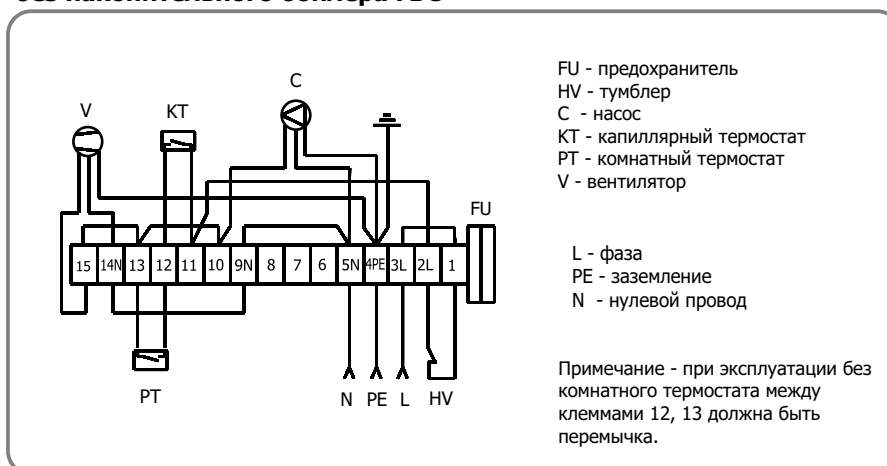 без накопительного бойлера TBS
V
KT
C
FU
15 14N 13 12 11 10 9N 8 7 6 5N 4PE 3L 2L 1
PT
N PE L HV
FU - предохранитель
HV - тумблер
C - насос
KT - капиллярный термостат
PT - комнатный термостат
V - вентилятор
L - фаза
PE - заземление
N - нулевой провод
Примечание - при эксплуатации без
комнатного термостата между
клеммами 12, 13 должна быть
перемычка.